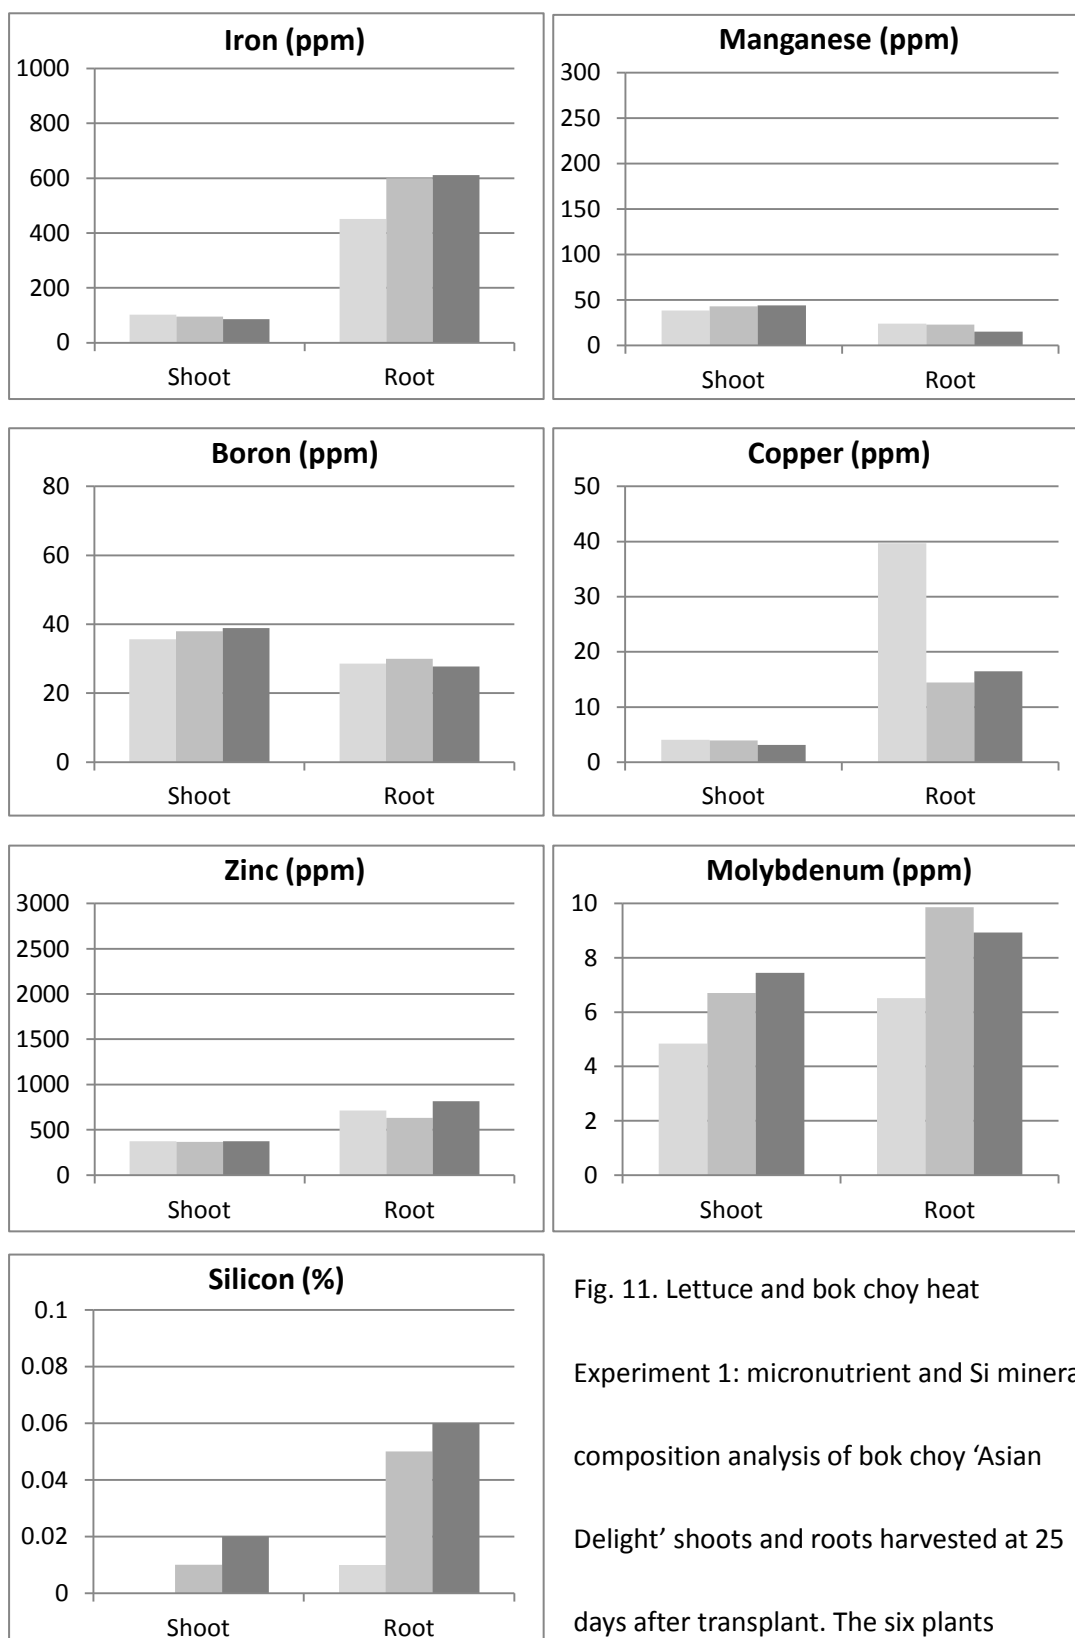 Iron (ppm)
1000
800
600
400
200
0
Shoot
Root
Manganese (ppm)
300
250
200
150
100
50
0
Shoot
Root
Boron (ppm)
80
60
40
20
0
Shoot
Root
Copper (ppm)
50
40
30
20
10
0
Shoot
Root
Zinc (ppm)
3000
2500
2000
1500
1000
500
0
Shoot
Root
Molybdenum (ppm)
10
8
6
4
2
0
Shoot
Root
Silicon (%)
0.1
0.08
0.06
0.04
0.02
0
Shoot
Root
Fig. 11. Lettuce and bok choy heat
Experiment 1: micronutrient and Si minera
composition analysis of bok choy ‘Asian
Delight’ shoots and roots harvested at 25
days after transplant. The six plants